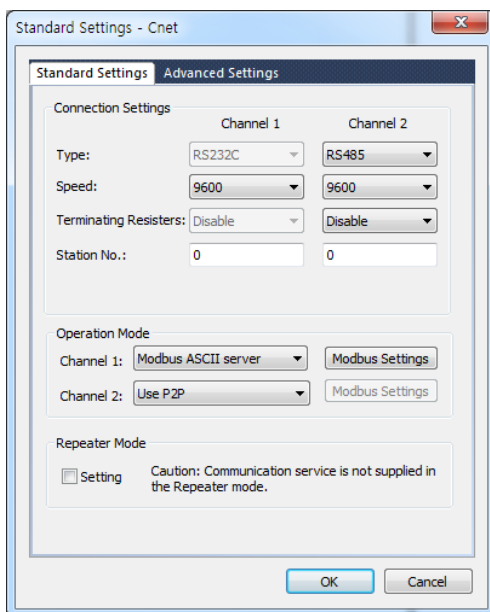 Standard Settings - Cnet
Standard Settings Advanced Settings
Connection Settings
Channel 1 Channel 2
Type: RS232C RS485
Speed: 9600 9600
Terminating Resisters: Disable Disable
Station No.: 0 0
Operation Mode
Channel 1: Modbus ASCII server Modbus Settings
Channel 2: Use P2P Modbus Settings
Repeater Mode
Setting Caution: Communication service is not supplied in
the Repeater mode.
OK Cancel